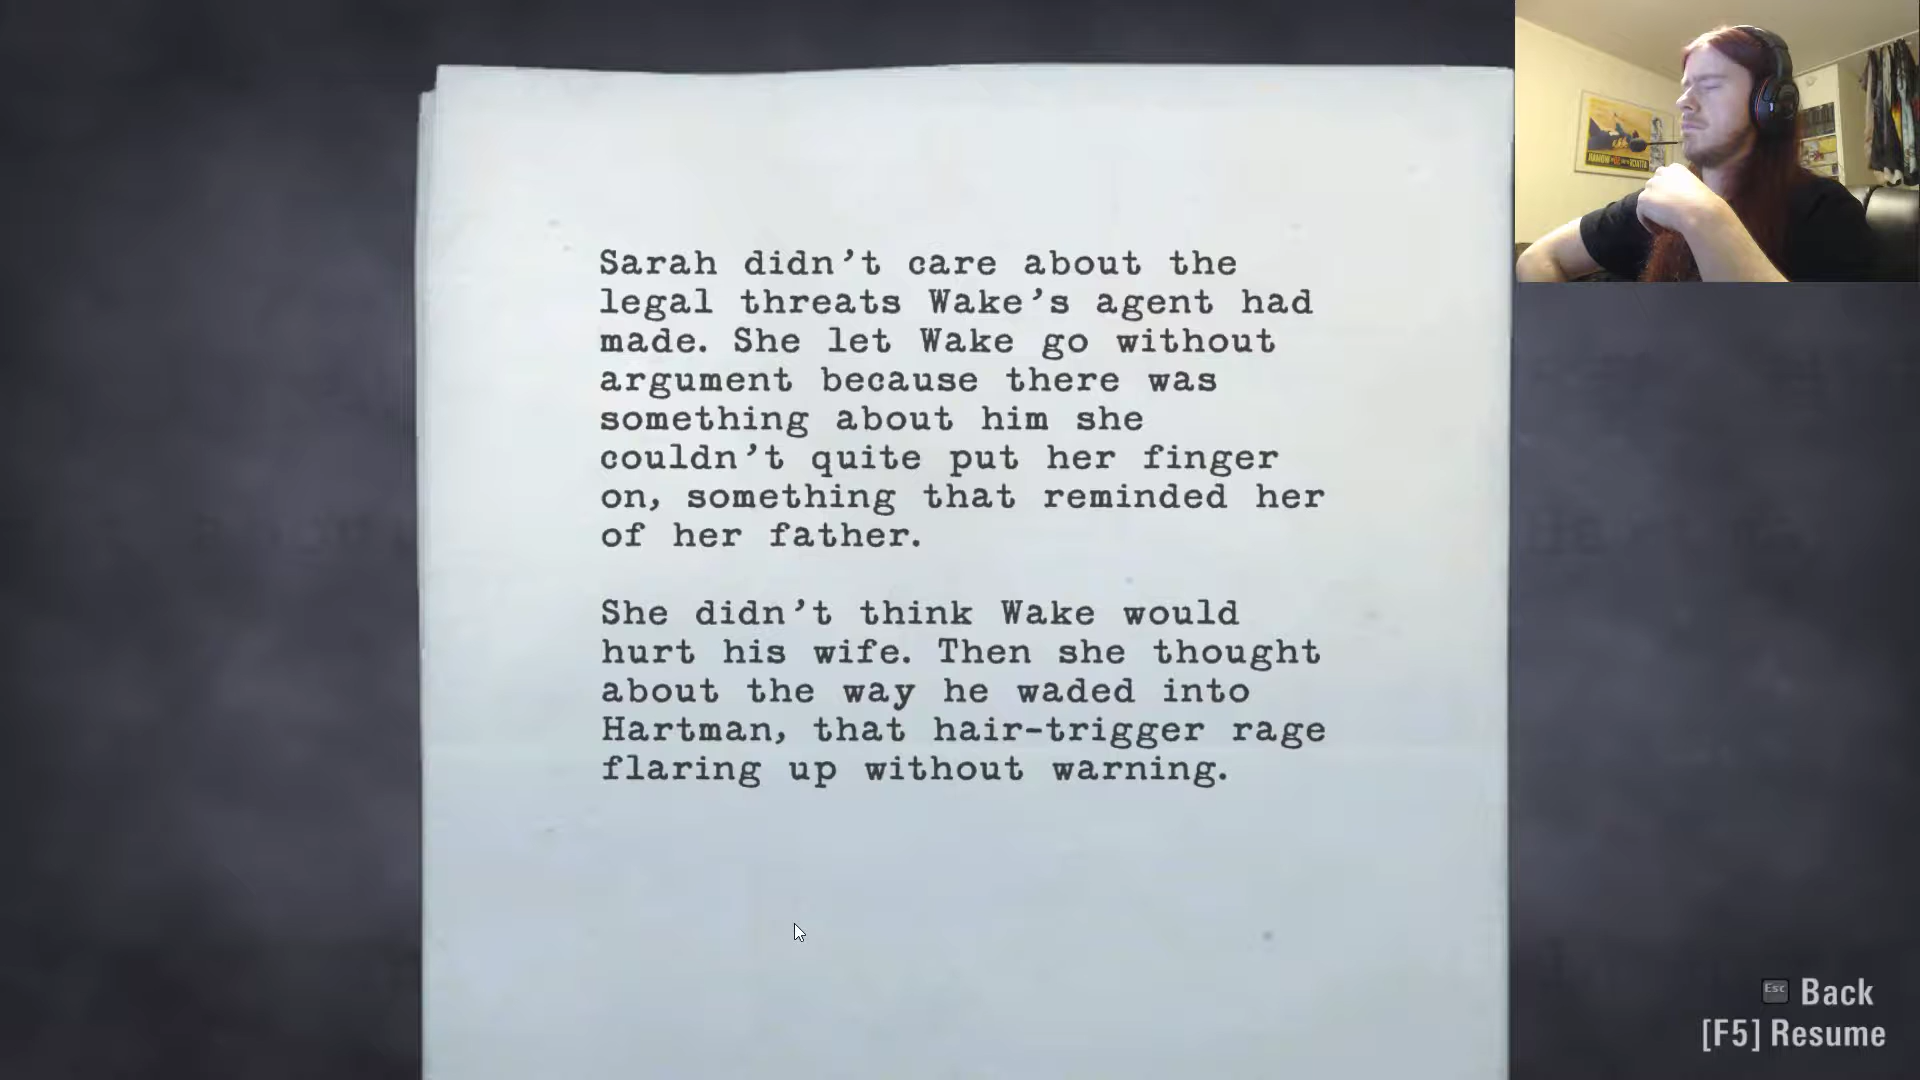 Sarah didn’t care about the
legal threats Wake’s agent had
made. She let Wake go without
argument because there was
something about him she
couldn’t quite put her finger
on, something that reminded her
of her father.
She didn’t think Wake would
hurt his wife. Then she thought
about the way he waded into
Hartman, that hair-trigger rage
flaring up without warning.
Esc Back
[F5] Resume